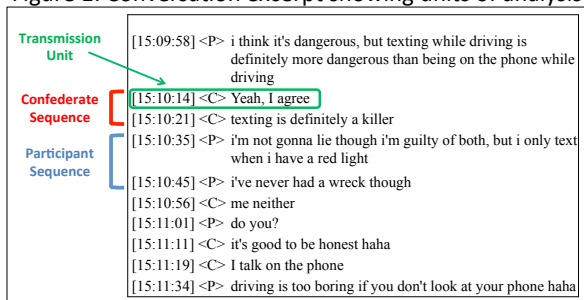 Figure 1. Conversation excerpt showing units of analysis
Transmission
Unit
Confederate
Sequence
Participant
Sequence
[15:09:58] <P> i think it's dangerous, but texting while driving is
definitely more dangerous than being on the phone while
driving
[15:10:14] <C> Yeah, I agree
[15:10:21] <C> texting is definitely a killer
[15:10:35] <P> i'm not gonna lie though i'm guilty of both, but i only text
when i have a red light
[15:10:45] <P> i've never had a wreck though
[15:10:56] <C> me neither
[15:11:01] <P> do you?
[15:11:11] <C> it's good to be honest haha
[15:11:19] <C> I talk on the phone
[15:11:34] <P> driving is too boring if you don't look at your phone haha